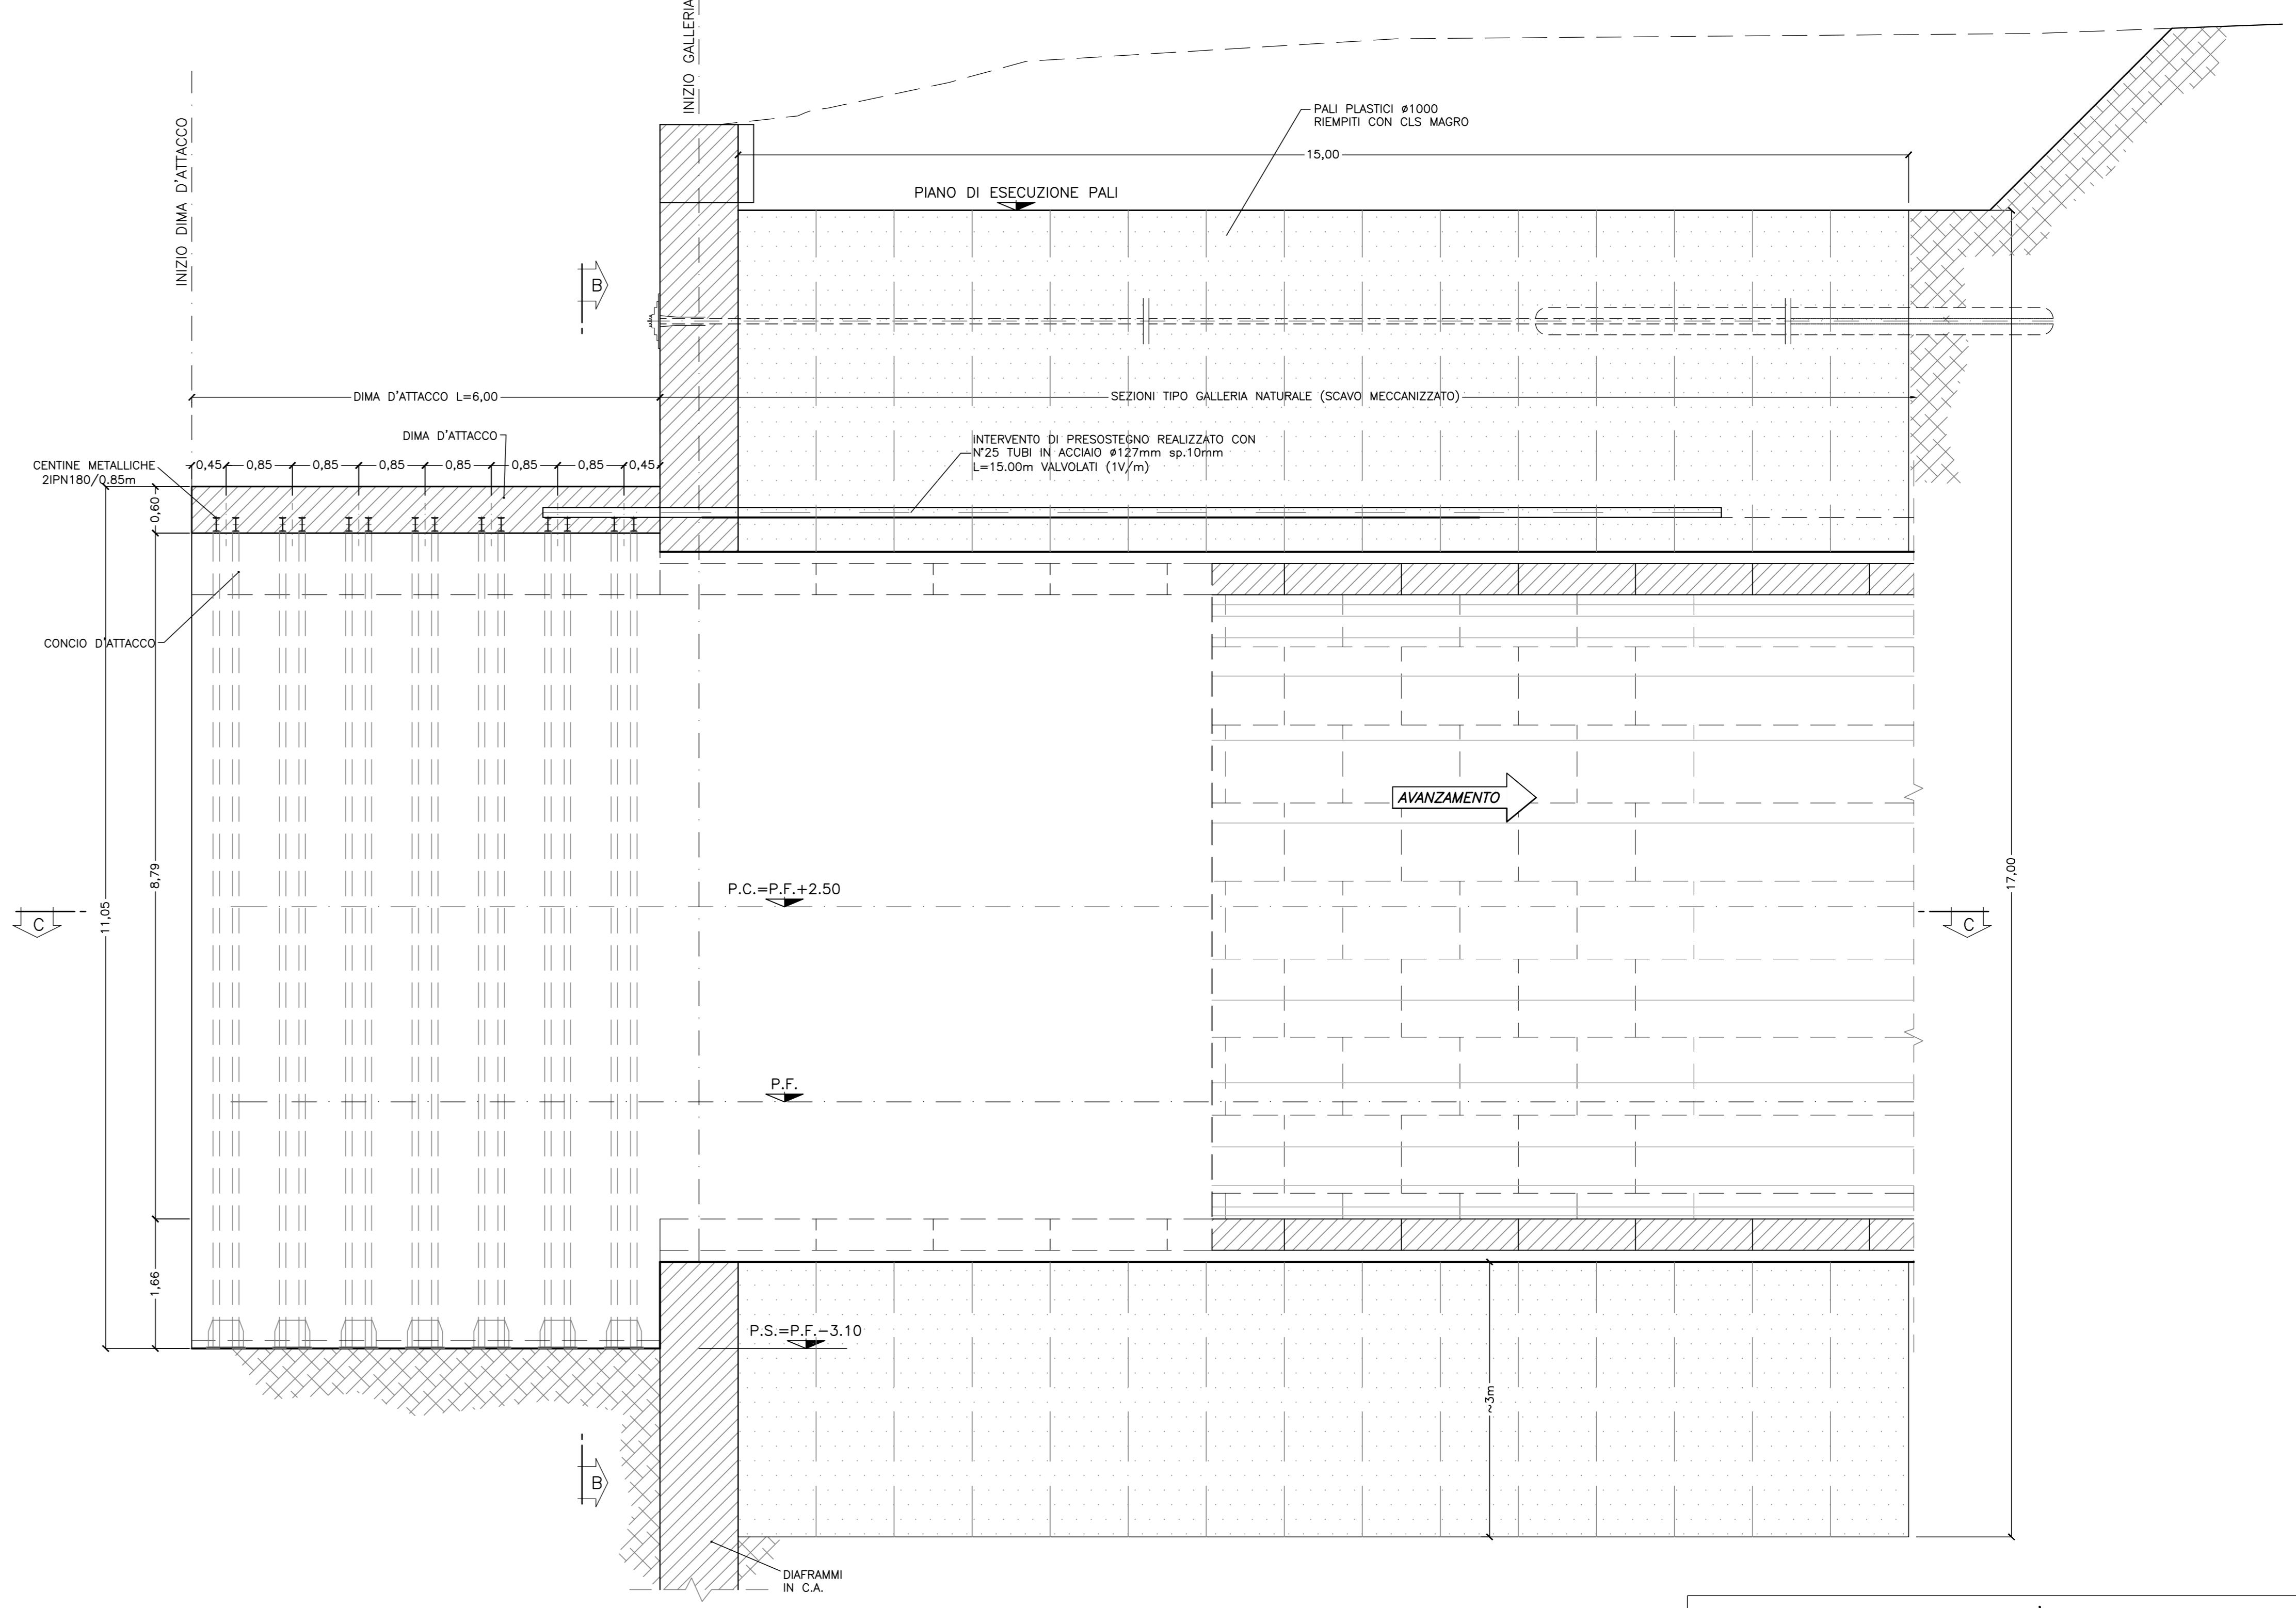 INIZIO GALLERIA
INIZIO DIMA D'ATTACCO
PALI PLASTICI ø1000
RIEMPITI CON CLS MAGRO
15,00
PIANO DI ESECUZIONE PALI
B
DIMA D'ATTACCO L=6,00
SEZIONI TIPO GALLERIA NATURALE (SCAVO MECCANIZZATO)
DIMA D'ATTACCO
INTERVENTO DI PRESOSTEGNO REALIZZATO CON
N°25 TUBI IN ACCIAIO ø127mm sp.10mm
L=15.00m VALVOLATI (1V/m)
CENTINE METALLICHE
2IPN180/0.85m
0,45
0,85
0,85
0,85
0,85
0,85
0,85
0,45
0,60
CONCIO D'ATTACCO
AVANZAMENTO
8,79
11,05
17,00
P.C.=P.F.+2.50
C
C
P.F.
1,66
P.S.=P.F.-3.10
~3m
B
DIAFRAMMI
IN C.A.